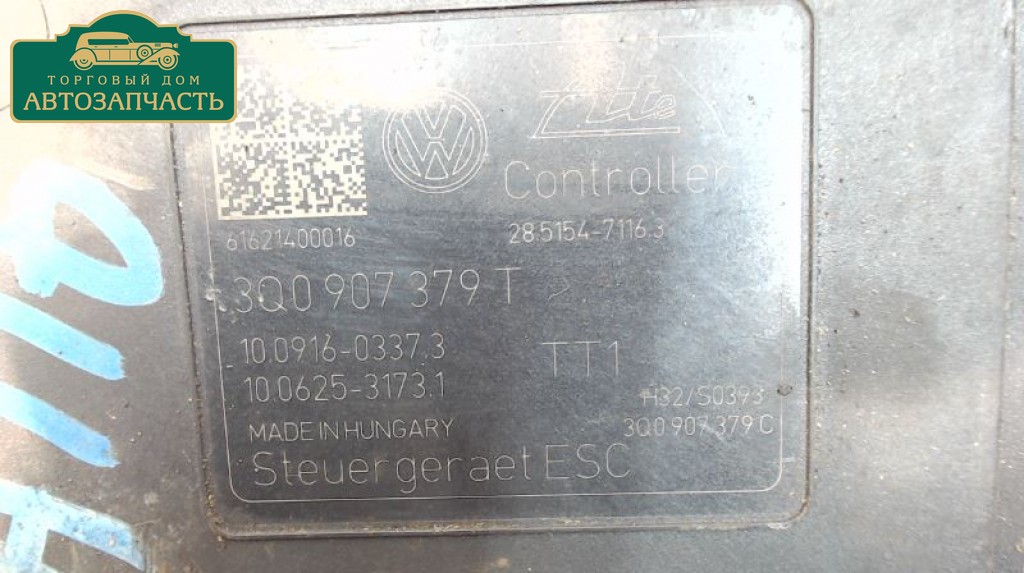 ТОРГОВЫЙ ДОМ
АВТОЗАПЧАСТЬ
Controller
61621400016
28.5154-7116.3
3Q0 907 379 T
10.0916-0337.3
10.0625-3173.1
TT1
H32/S0393
MADE IN HUNGARY
3Q0 907 379 C
Steuergeraet ESC